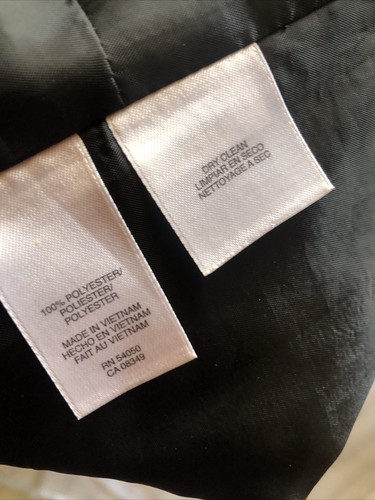 100% POLYESTER/
POLIESTER/
POLYESTER
MADE IN VIETNAM
HECHO EN VIETNAM
FAIT AU VIETNAM
RN 54050
CA 08349
DRY CLEAN
LIMPIAR EN SECO
NETTOYAGE A SEC